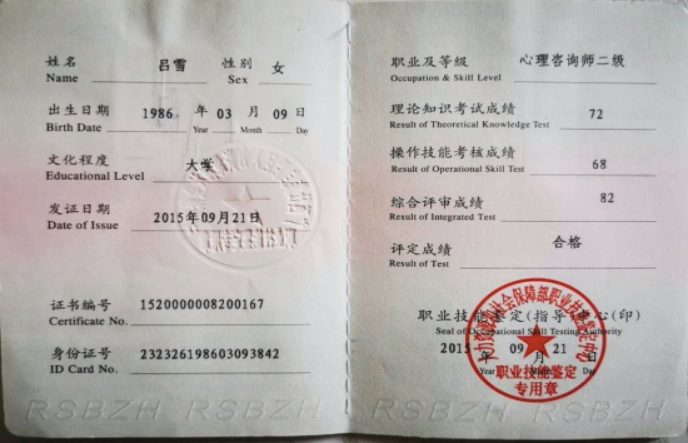 姓名 吕雪 性别 女
Name Sex
出生日期 1986 年 03 月 09 日
Birth Date Year Month Day
文化程度 大学
Educational Level
发证日期 2015年09月21日
Date of Issue
证书编号 1520000008200167
Certificate No.
身份证号 232326198603093842
ID Card No.
RSBZH RSBZH
职业及等级 心理咨询师二级
Occupation & Skill Level
理论知识考试成绩 72
Result of Theoretical Knowledge Test
操作技能考核成绩 68
Result of Operational Skill Test
综合评审成绩 82
Result of Integrated Test
评定成绩 合格
Result of Test
职业技能鉴定(指导)中心(印)
Seal of Occupational Skill Testing Authority
2015 年 09 月 21 日
Year Month Day
职业技能鉴定
专用章
RSBZH RSBZH